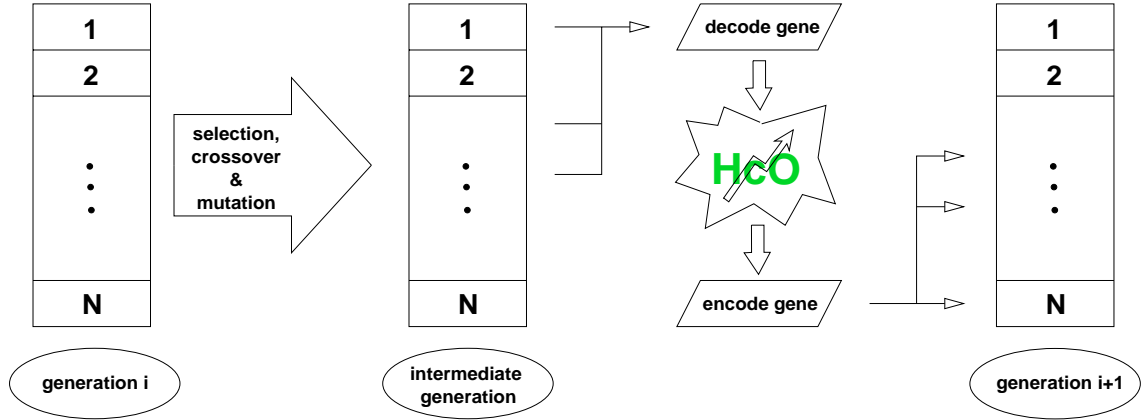 1
2
N
generation i
selection,
crossover
&
mutation
1
2
N
intermediate
generation
decode gene
HcO
encode gene
1
2
N
generation i+1